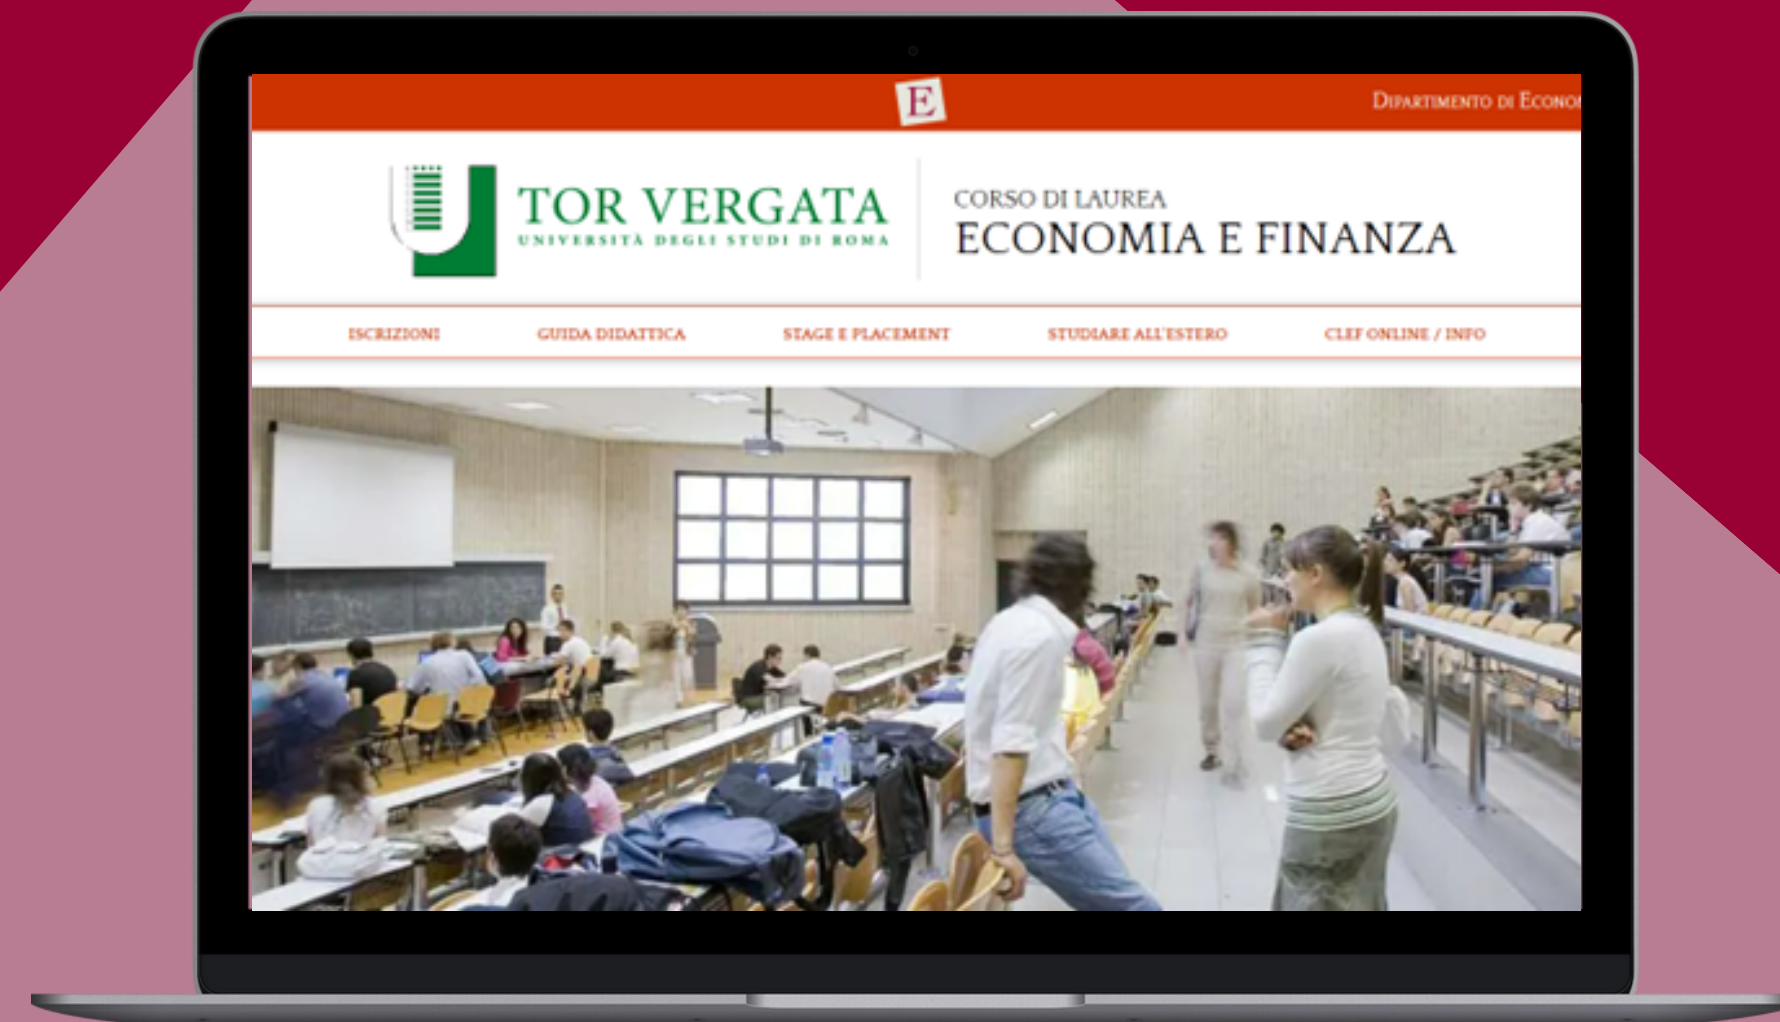 E
DIPARTIMENTO DI ECONO
TOR VERGATA
UNIVERSITÀ DEGLI STUDI DI ROMA
CORSO DI LAUREA
ECONOMIA E FINANZA
ISCRIZIONI GUIDA DIDATTICA STAGE E PLACEMENT STUDIARE ALL'ESTERO CLEF ONLINE / INFO